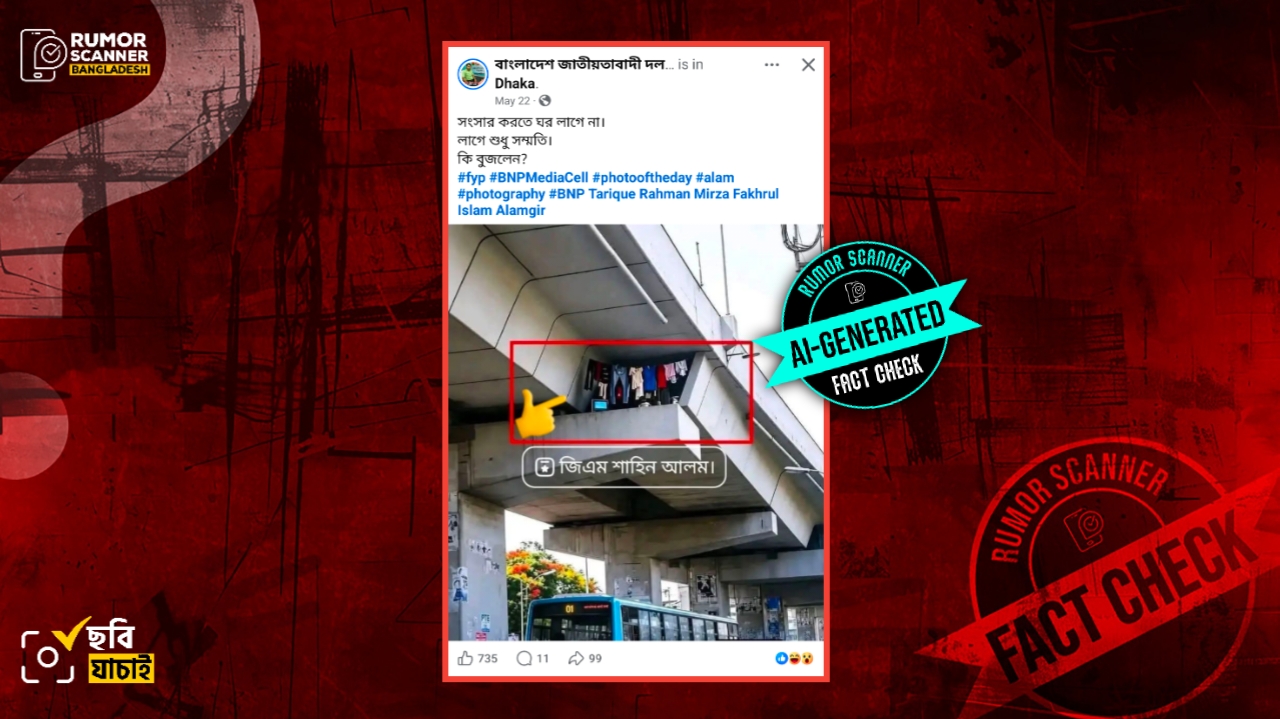 RUMOR
SCANNER
BANGLADESH
বাংলাদেশ জাতীয়তাবাদী দল... is in
Dhaka.
May 22 ·
সংসার করতে ঘর লাগে না।
লাগে শুধু সম্মতি।
কি বুজলেন?
#fyp #BNPMediaCell #photooftheday #alam
#photography #BNP Tarique Rahman Mirza Fakhrul
Islam Alamgir
জিএম শাহিন আলম।
01
735
11
99
RUMOR SCANNER
AI-GENERATED
FACT CHECK
RUMOR SCANNER
FACT CHECK
ছবি
যাচাই